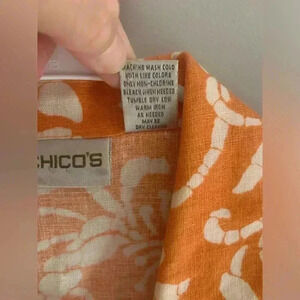 MACHINE WASH COLD
WITH LIKE COLORS
ONLY NON-CHLORINE
BLEACH WHEN NEEDED
TUMBLE DRY LOW
WARM IRON
AS NEEDED
MAY BE
DRY CLEANED
CHICO'S